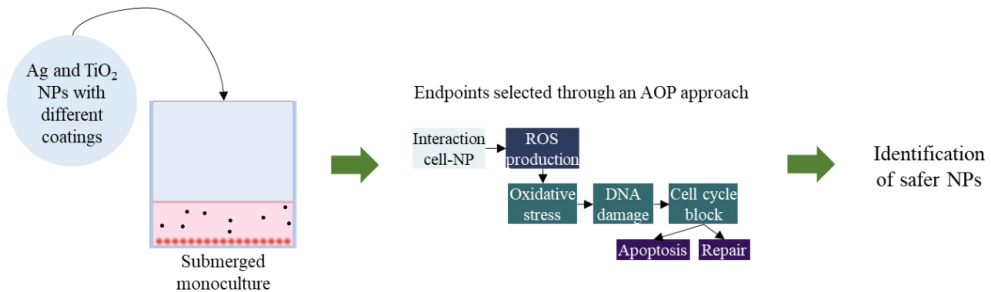 Ag and TiO₂
NPs with
different
coatings
Submerged
monoculture
Endpoints selected through an AOP approach
Interaction
cell-NP
ROS
production
Oxidative
stress
DNA
damage
Cell cycle
block
Apoptosis
Repair
Identification
of safer NPs